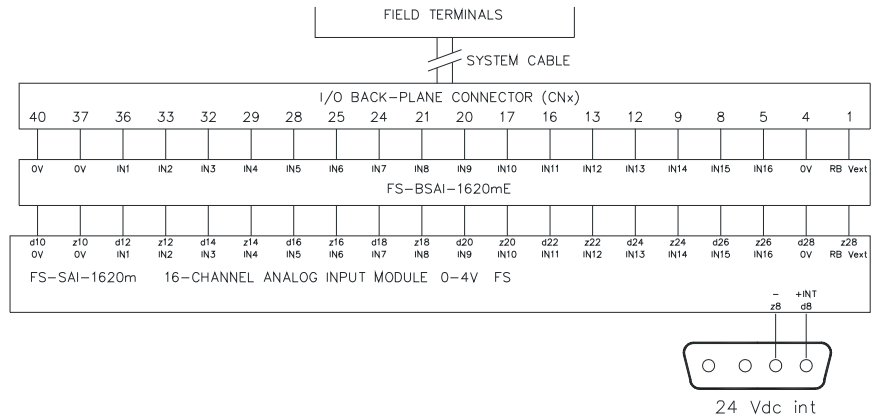 FIELD TERMINALS
SYSTEM CABLE
I/O BACK-PLANE CONNECTOR (CNx)
40 37 36 33 32 29 28 25 24 21 20 17 16 13 12 9 8 5 4 1
0V 0V IN1 IN2 IN3 IN4 IN5 IN6 IN7 IN8 IN9 IN10 IN11 IN12 IN13 IN14 IN15 IN16 0V RB Vext
FS-BSAI-1620mE
d10 z10 d12 z12 d14 z14 d16 z16 d18 z18 d20 z20 d22 z22 d24 z24 d26 z26 d28 z28
0V 0V IN1 IN2 IN3 IN4 IN5 IN6 IN7 IN8 IN9 IN10 IN11 IN12 IN13 IN14 IN15 IN16 0V RB Vext
FS-SAI-1620m 16-CHANNEL ANALOG INPUT MODULE 0-4V FS
- +INT
z8 d8
24 Vdc int